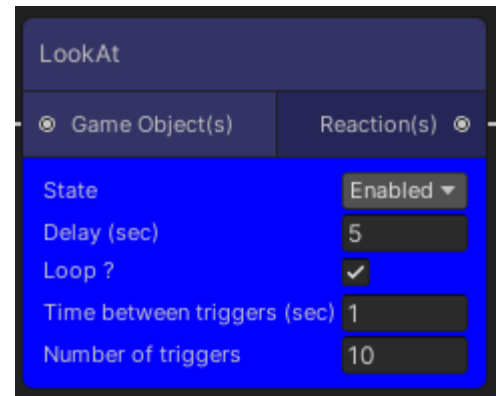 LookAt
Game Object(s) Reaction(s)
State Enabled
Delay (sec) 5
Loop ?
Time between triggers (sec) 1
Number of triggers 10